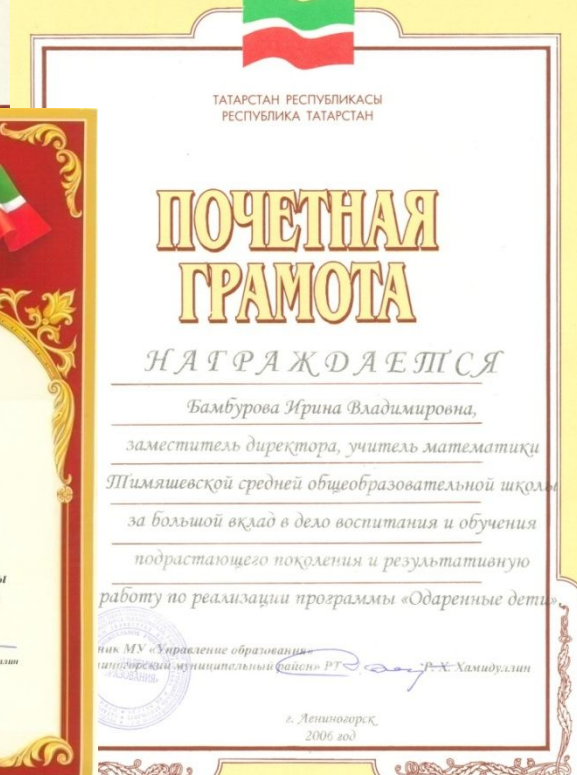 ТАТАРСТАН РЕСПУБЛИКАСЫ
РЕСПУБЛИКА ТАТАРСТАН
ПОЧЕТНАЯ
ГРАМОТА
НАГРАЖДАЕТСЯ
Бамбурова Ирина Владимировна,
заместитель директора, учитель математики
Тимяшевской средней общеобразовательной школы
за большой вклад в дело воспитания и обучения
подрастающего поколения и результативную
работу по реализации программы «Одаренные дети».
МУ «Управление образования»
муниципальный район» РТ Р.Х.Хамидуллин
г. Лениногорск
2006 год